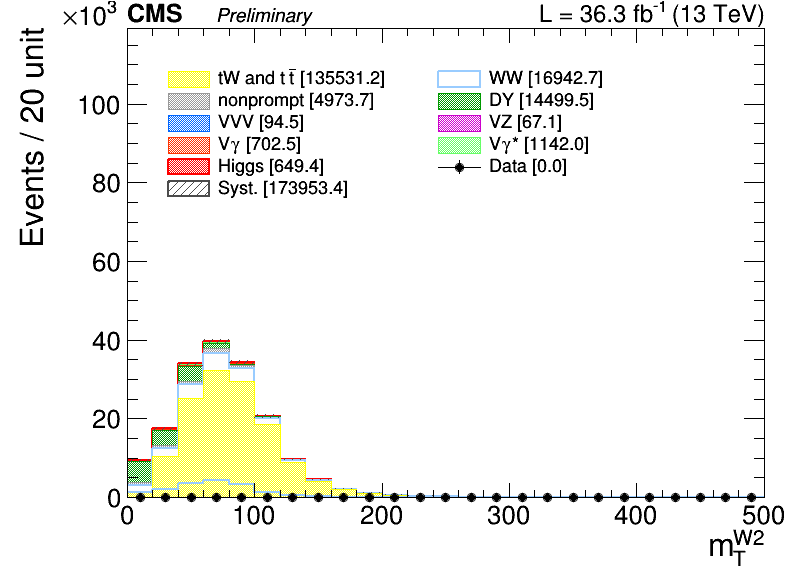 ×10³ CMS Preliminary L = 36.3 fb⁻¹ (13 TeV)
Events / 20 unit
tW and tt̄ [135531.2] WW [16942.7]
nonprompt [4973.7] DY [14499.5]
VVV [94.5] VZ [67.1]
Vγ [702.5] Vγ* [1142.0]
Higgs [649.4] Data [0.0]
Syst. [173953.4]
100
80
60
40
20
0
0 100 200 300 400 500
m_T^W2